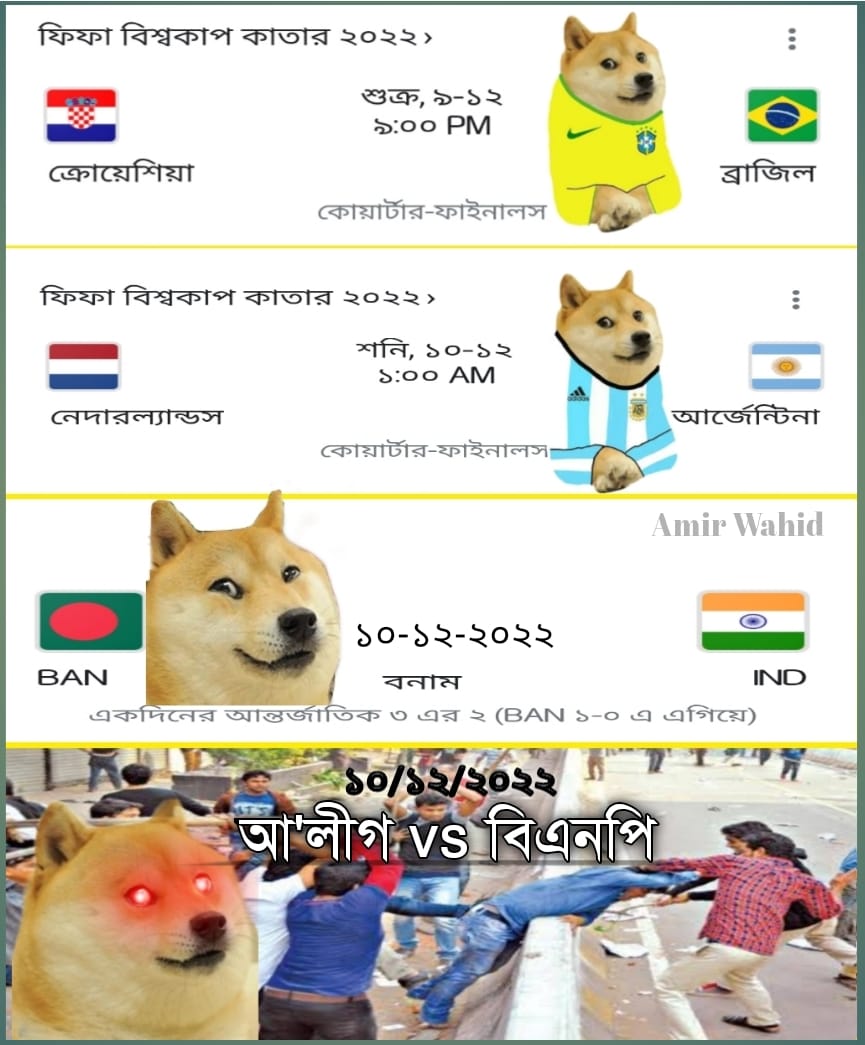 ফিফা বিশ্বকাপ কাতার ২০২২ ›
শুক্র, ৯-১২
৯:০০ PM
ক্রোয়েশিয়া
ব্রাজিল
কোয়ার্টার-ফাইনালস
ফিফা বিশ্বকাপ কাতার ২০২২ ›
শনি, ১০-১২
১:০০ AM
adidas
নেদারল্যান্ডস
আর্জেন্টিনা
কোয়ার্টার-ফাইনালস
Amir Wahid
১০-১২-২০২২
BAN
বনাম
IND
একদিনের আন্তর্জাতিক ৩ এর ২ (BAN ১-০ এ এগিয়ে)
১০/১২/২০২২
আ'লীগ vs বিএনপি